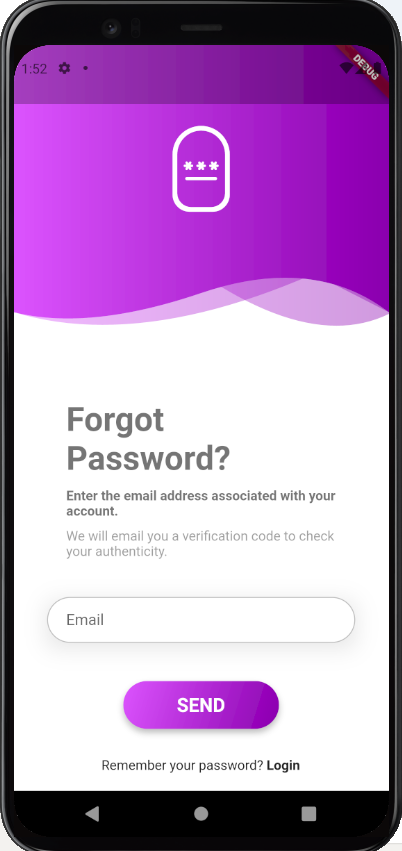 1:52
DEBUG
***
Forgot
Password?
Enter the email address associated with your
account.
We will email you a verification code to check
your authenticity.
Email
SEND
Remember your password? Login